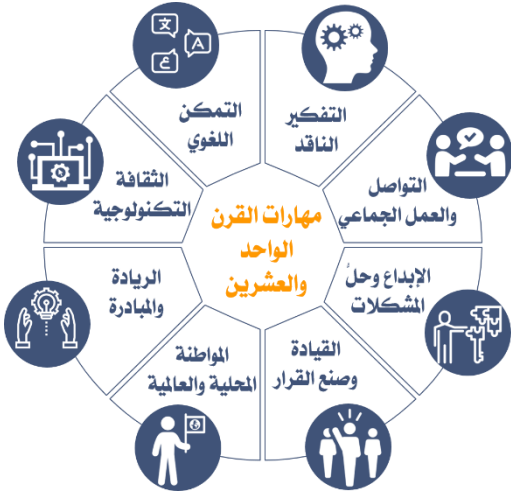 مهارات القرن
الواحد
والعشرين
التفكير
الناقد
التواصل
والعمل الجماعي
الإبداع وحلُ
المشكلات
القيادة
وصنع القرار
المواطنة
المحلية والعالمية
الريادة
والمبادرة
الثقافة
التكنولوجية
التمكن
اللغوي
文
A
ع